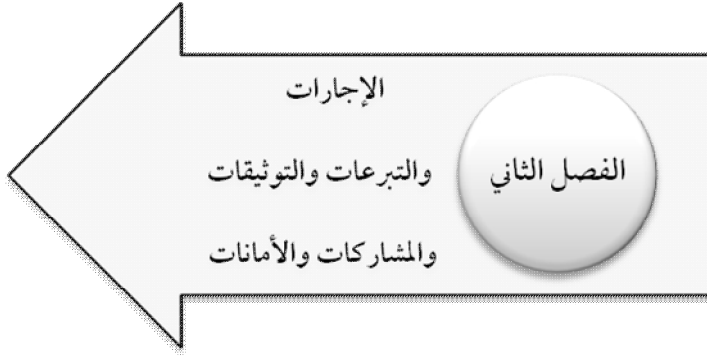 الفصل الثاني
الإجارات
والتبرعات والتوثيقات
والمشاركات والأمانات